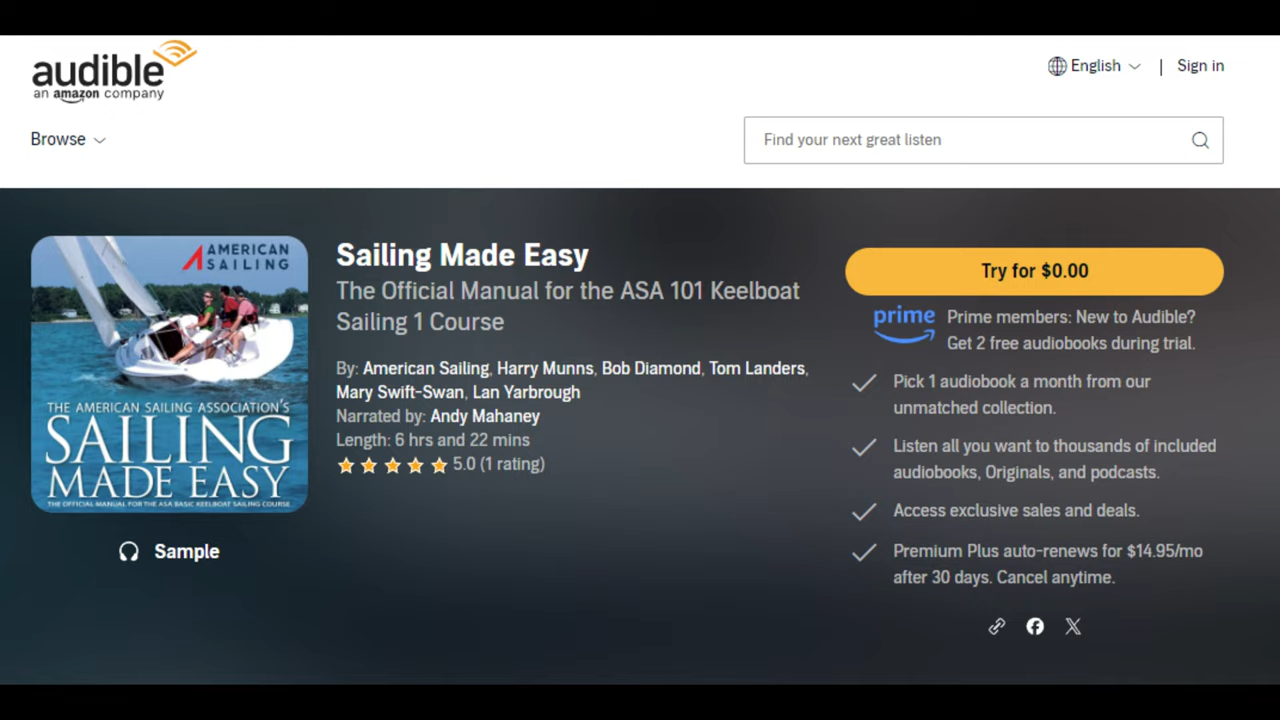 audible
an amazon company
English | Sign in
Browse
Find your next great listen
AMERICAN
SAILING
THE AMERICAN SAILING ASSOCIATION'S
SAILING
MADE EASY
THE OFFICIAL MANUAL FOR THE ASA BASIC KEELBOAT SAILING COURSE
Sample
Sailing Made Easy
The Official Manual for the ASA 101 Keelboat
Sailing 1 Course
By: American Sailing, Harry Munns, Bob Diamond, Tom Landers,
Mary Swift-Swan, Lan Yarbrough
Narrated by: Andy Mahaney
Length: 6 hrs and 22 mins
5.0 (1 rating)
Try for $0.00
prime
Prime members: New to Audible?
Get 2 free audiobooks during trial.
Pick 1 audiobook a month from our
unmatched collection.
Listen all you want to thousands of included
audiobooks, Originals, and podcasts.
Access exclusive sales and deals.
Premium Plus auto-renews for $14.95/mo
after 30 days. Cancel anytime.